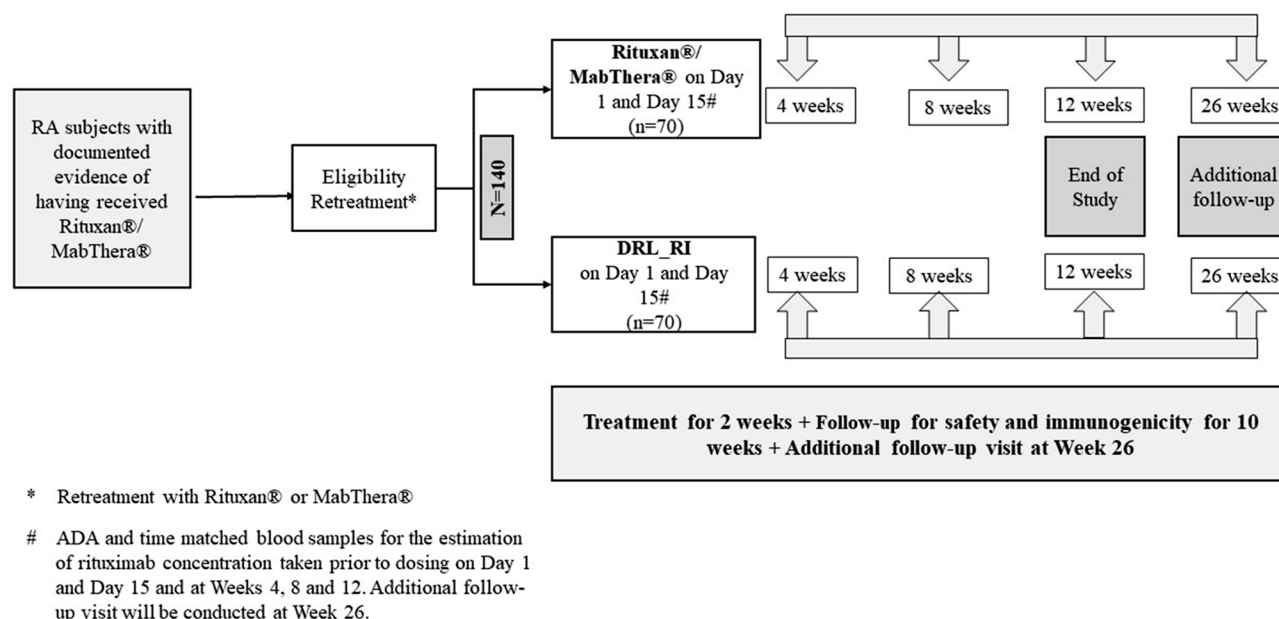 RA subjects with
documented
evidence of
having received
Rituxan®/
MabThera®
Eligibility
Retreatment*
N=140
Rituxan®/
MabThera® on Day
1 and Day 15#
(n=70)
4 weeks
8 weeks
12 weeks
26 weeks
End of
Study
Additional
follow-up
DRL_RI
on Day 1 and Day
15#
(n=70)
4 weeks
8 weeks
12 weeks
26 weeks
Treatment for 2 weeks + Follow-up for safety and immunogenicity for 10
weeks + Additional follow-up visit at Week 26
* Retreatment with Rituxan® or MabThera®
# ADA and time matched blood samples for the estimation
of rituximab concentration taken prior to dosing on Day 1
and Day 15 and at Weeks 4, 8 and 12. Additional follow-
up visit will be conducted at Week 26.